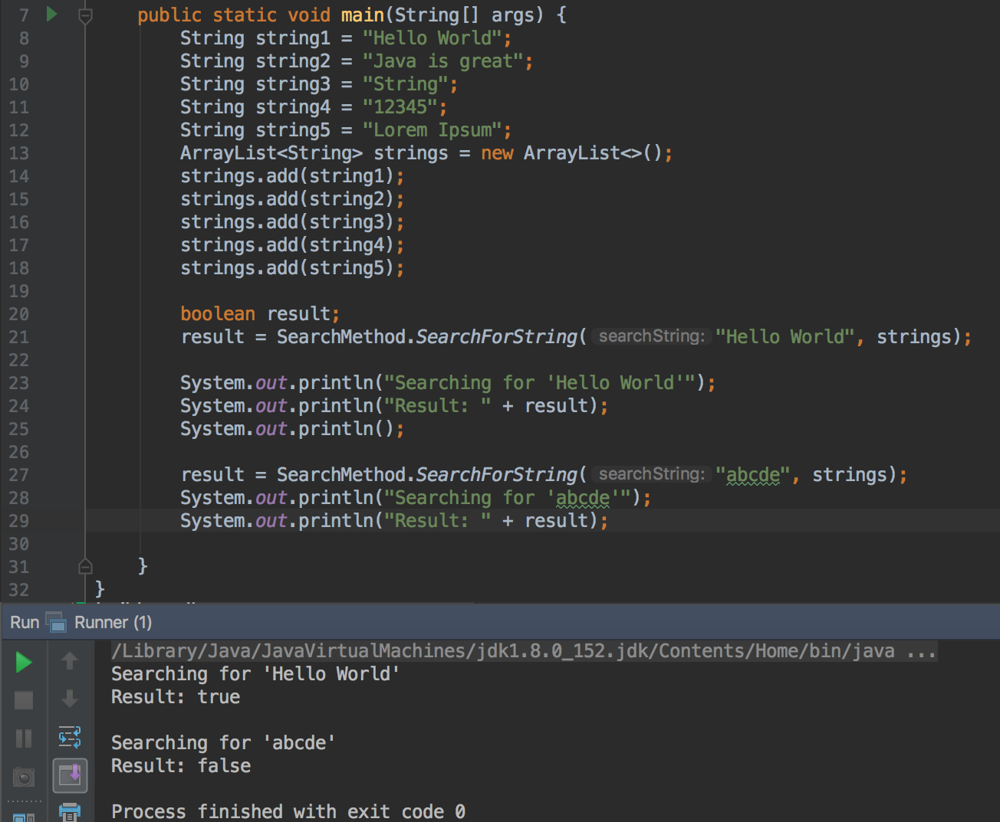 7 public static void main(String[] args) {
8 String string1 = "Hello World";
9 String string2 = "Java is great";
10 String string3 = "String";
11 String string4 = "12345";
12 String string5 = "Lorem Ipsum";
13 ArrayList<String> strings = new ArrayList<>();
14 strings.add(string1);
15 strings.add(string2);
16 strings.add(string3);
17 strings.add(string4);
18 strings.add(string5);
19
20 boolean result;
21 result = SearchMethod.SearchForString( searchString: "Hello World", strings);
22
23 System.out.println("Searching for 'Hello World'");
24 System.out.println("Result: " + result);
25 System.out.println();
26
27 result = SearchMethod.SearchForString( searchString: "abcde", strings);
28 System.out.println("Searching for 'abcde'");
29 System.out.println("Result: " + result);
30
31 }
32 }
Run Runner (1)
/Library/Java/JavaVirtualMachines/jdk1.8.0_152.jdk/Contents/Home/bin/java ...
Searching for 'Hello World'
Result: true
Searching for 'abcde'
Result: false
Process finished with exit code 0